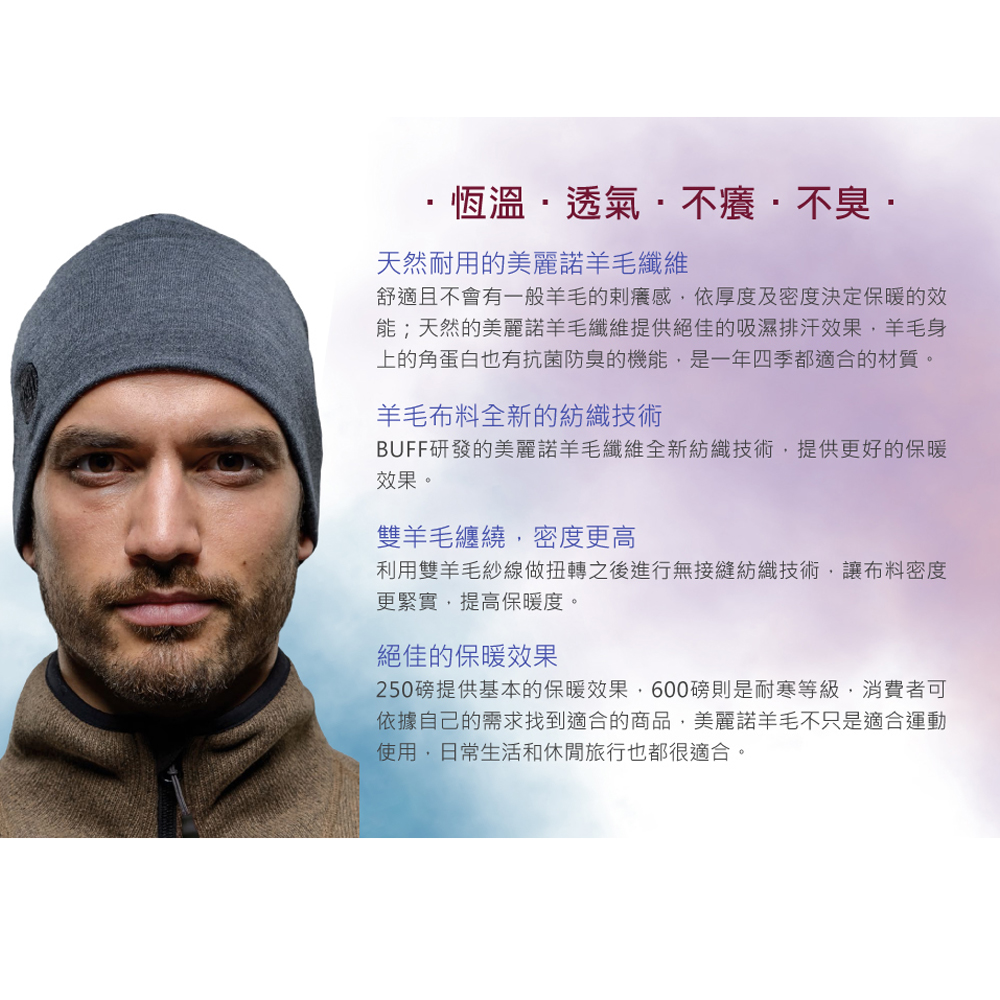 ·恆溫·透氣·不癢·不臭·
天然耐用的美麗諾羊毛纖維
舒適且不會有一般羊毛的刺癢感，依厚度及密度決定保暖的效
能；天然的美麗諾羊毛纖維提供絕佳的吸濕排汗效果，羊毛身
上的角蛋白也有抗菌防臭的機能，是一年四季都適合的材質。
羊毛布料全新的紡織技術
BUFF研發的美麗諾羊毛纖維全新紡織技術，提供更好的保暖
效果。
雙羊毛纏繞，密度更高
利用雙羊毛紗線做扭轉之後進行無接縫紡織技術，讓布料密度
更緊實，提高保暖度。
絕佳的保暖效果
250磅提供基本的保暖效果，600磅則是耐寒等級，消費者可
依據自己的需求找到適合的商品，美麗諾羊毛不只是適合運動
使用，日常生活和休閒旅行也都很適合。